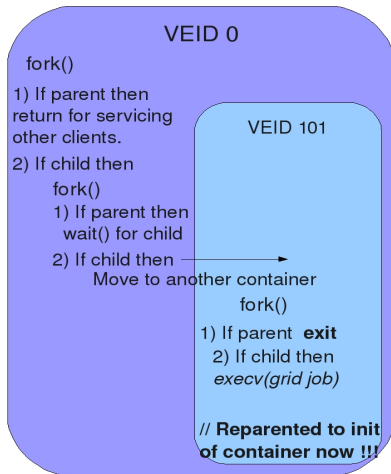 VEID 0
fork()
1) If parent then
return for servicing
other clients.
2) If child then
fork()
1) If parent then
wait() for child
2) If child then
Move to another container
VEID 101
fork()
1) If parent exit
2) If child then
execv(grid job)
// Reparented to init
of container now !!!